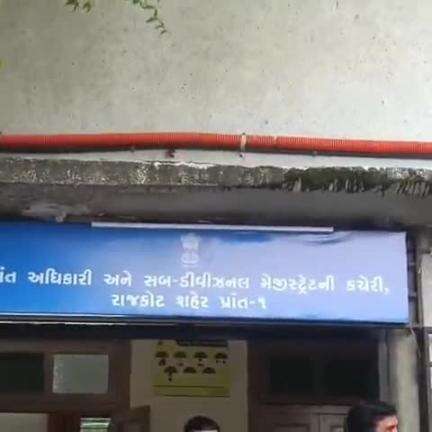 અધિકારી અને સબ-ડીવીઝનલ મેજીસ્ટ્રેટની કચેરી,
રાજકોટ શહેર પ્રાંત-૧